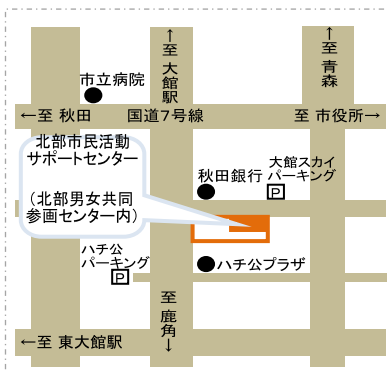 ↑至 大館駅
↑至 青森
市立病院
←至 秋田
国道7号線
至 市役所→
北部市民活動
サポートセンター
(北部男女共同
参画センター内)
秋田銀行
大館スカイ
パーキング
P
ハチ公
パーキング
P
ハチ公プラザ
至 鹿角↓
←至 東大館駅